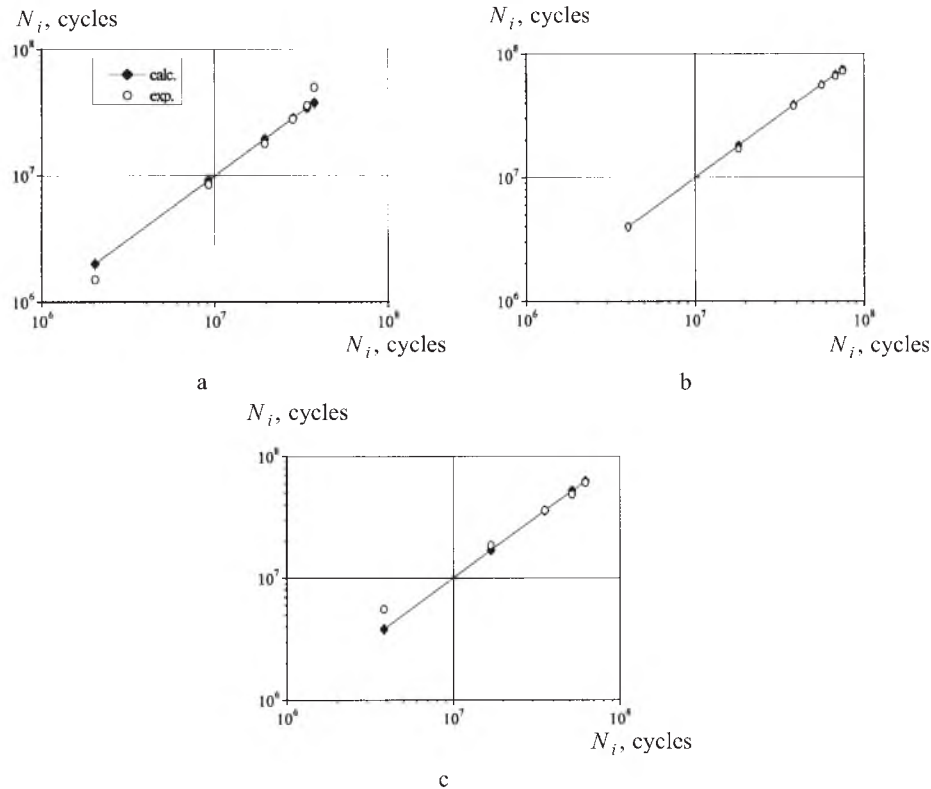 N_i, cycles
10^8
calc.
exp.
10^7
10^6
10^6 10^7 10^8
N_i, cycles
a
N_i, cycles
10^8
10^7
10^6
10^6 10^7 10^8
N_i, cycles
b
N_i, cycles
10^8
10^7
10^6
10^6 10^7 10^8
N_i, cycles
c